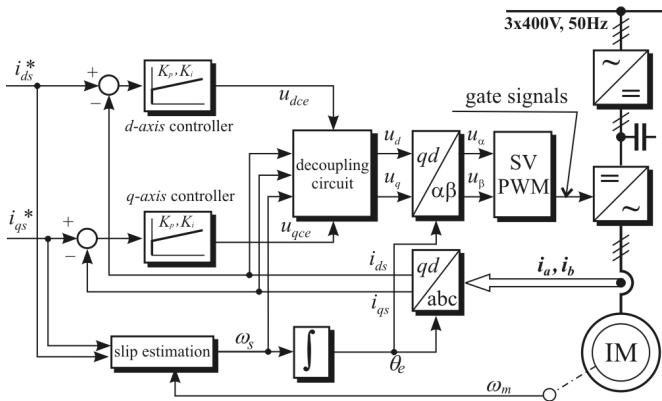 3x400V, 50Hz
i_ds*
+
−
K_p, K_i
u_dce
d-axis controller
gate signals
~
=
decoupling
circuit
u_d
u_q
qd
αβ
u_α
u_β
SV
PWM
=
~
q-axis controller
i_qs*
+
−
K_p, K_i
u_qce
i_ds
i_qs
qd
abc
i_a, i_b
slip estimation
ω_s
∫
θ_e
IM
ω_m